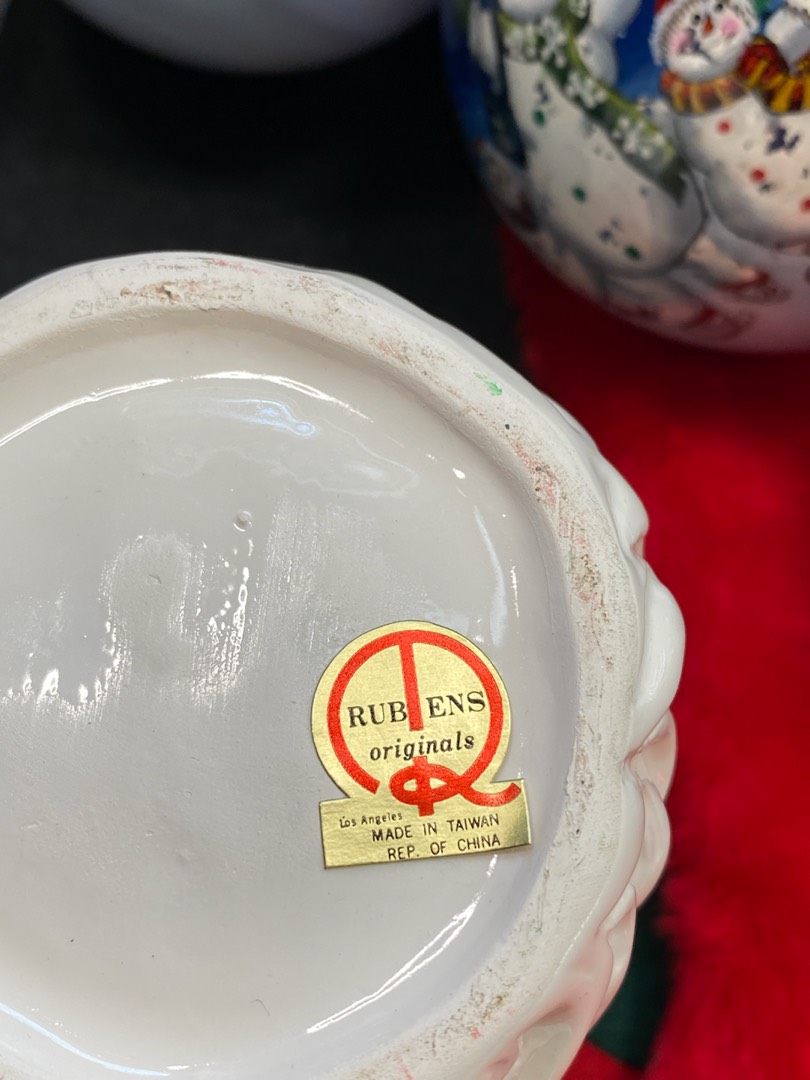 RUBENS
originals
Los Angeles
MADE IN TAIWAN
REP. OF CHINA